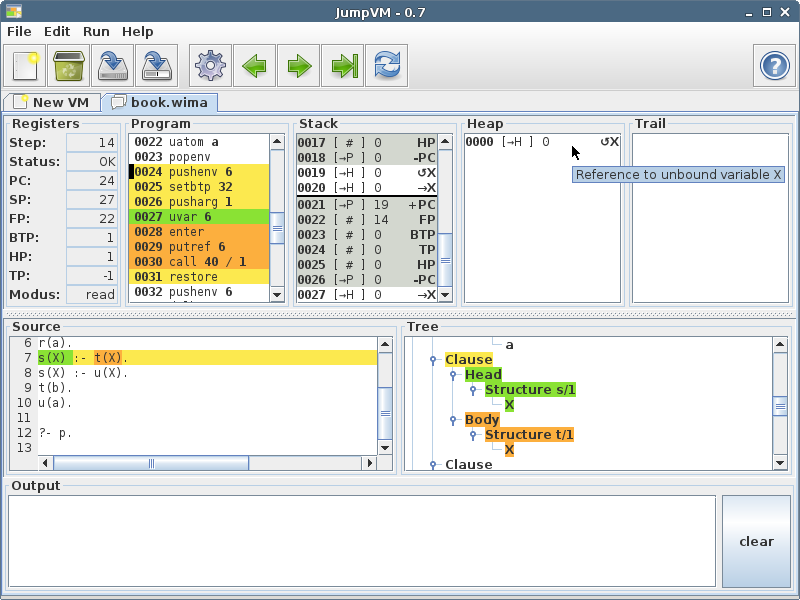 JumpVM - 0.7
File Edit Run Help
New VM
book.wima
Registers
Step: 14
Status: OK
PC: 24
SP: 27
FP: 22
BTP: 1
HP: 1
TP: -1
Modus: read
Program
0022 uatom a
0023 popenv
0024 pushenv 6
0025 setbtp 32
0026 pusharg 1
0027 uvar 6
0028 enter
0029 putref 6
0030 call 40 / 1
0031 restore
0032 pushenv 6
Stack
0017 [ # ] 0 HP
0018 [→P ] 0 -PC
0019 [→H ] 0 ↺X
0020 [→H ] 0 →X
0021 [→P ] 19 +PC
0022 [ # ] 14 FP
0023 [ # ] 0 BTP
0024 [ # ] 0 TP
0025 [ # ] 0 HP
0026 [→P ] 0 -PC
0027 [→H ] 0 →X
Heap
0000 [→H ] 0 ↺X
Reference to unbound variable X
Trail
Source
6 r(a).
7 s(X) :- t(X).
8 s(X) :- u(X).
9 t(b).
10 u(a).
11
12 ?- p.
13
Tree
a
Clause
Head
Structure s/1
X
Body
Structure t/1
X
Clause
Output
clear